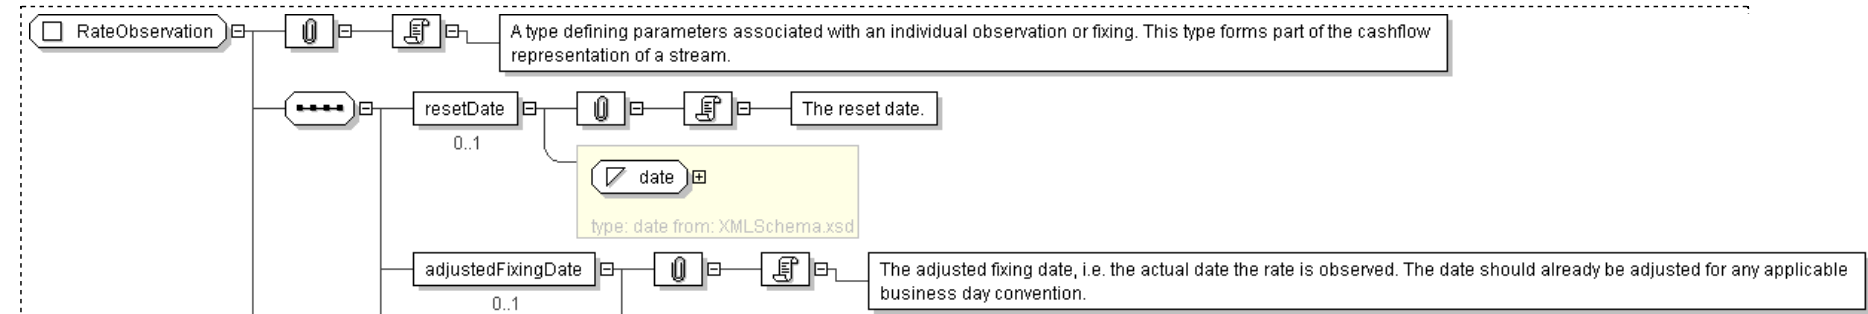 RateObservation
A type defining parameters associated with an individual observation or fixing. This type forms part of the cashflow
representation of a stream.
resetDate
The reset date.
0..1
date
type: date from: XMLSchema.xsd
adjustedFixingDate
The adjusted fixing date, i.e. the actual date the rate is observed. The date should already be adjusted for any applicable
business day convention.
0..1